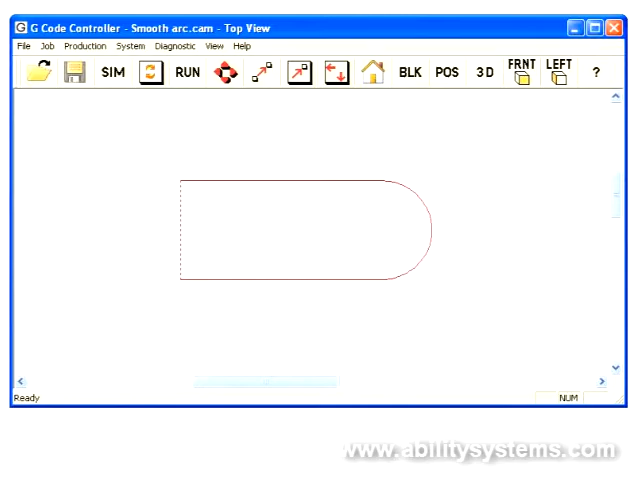 G G Code Controller - Smooth arc.cam - Top View
File Job Production System Diagnostic View Help
SIM RUN BLK POS 3D FRNT LEFT ?
Ready NUM
www.abilitysystems.com